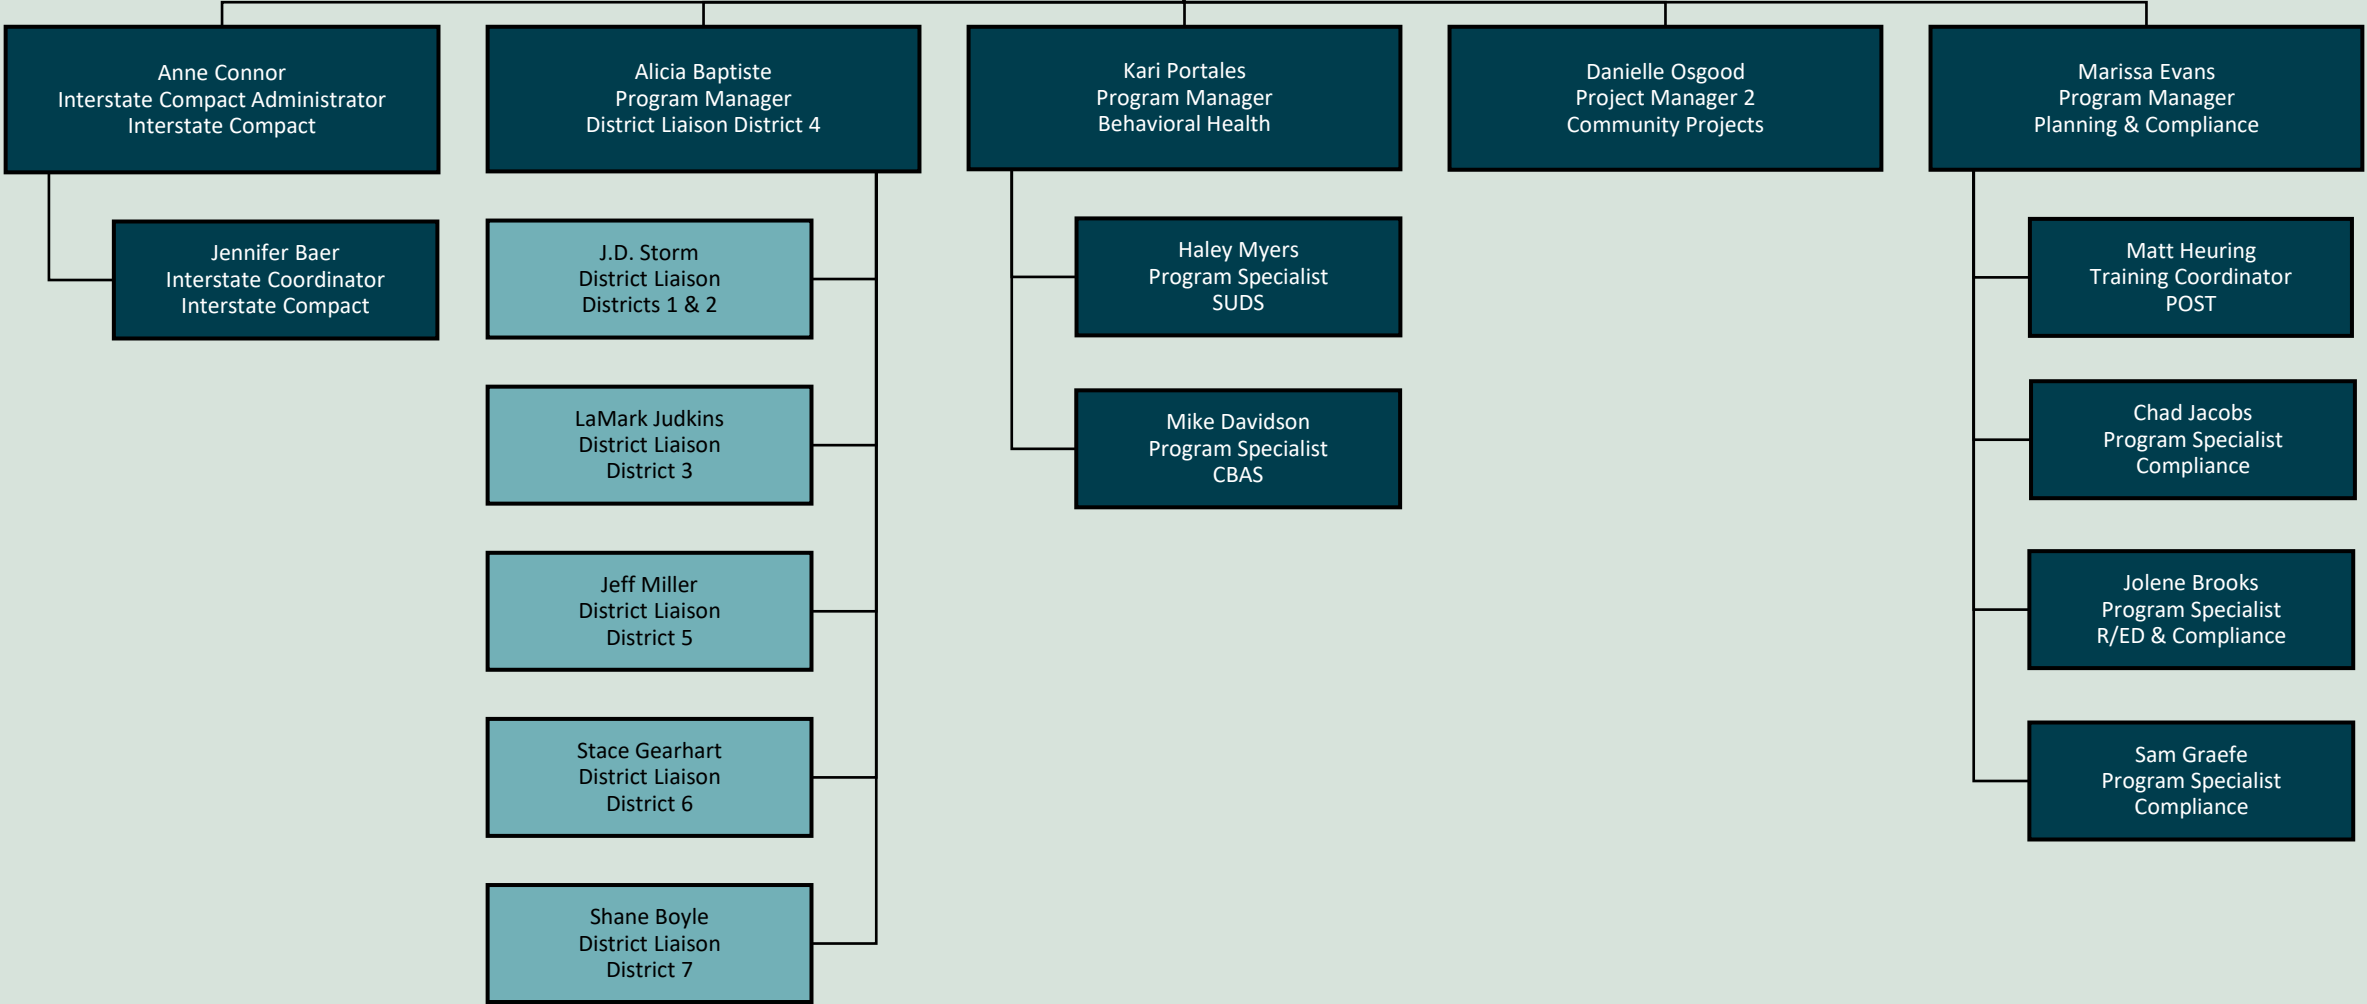 Anne Connor
Interstate Compact Administrator
Interstate Compact
Alicia Baptiste
Program Manager
District Liaison District 4
Kari Portales
Program Manager
Behavioral Health
Danielle Osgood
Project Manager 2
Community Projects
Marissa Evans
Program Manager
Planning & Compliance
Jennifer Baer
Interstate Coordinator
Interstate Compact
J.D. Storm
District Liaison
Districts 1 & 2
LaMark Judkins
District Liaison
District 3
Jeff Miller
District Liaison
District 5
Stace Gearhart
District Liaison
District 6
Shane Boyle
District Liaison
District 7
Haley Myers
Program Specialist
SUDS
Mike Davidson
Program Specialist
CBAS
Matt Heuring
Training Coordinator
POST
Chad Jacobs
Program Specialist
Compliance
Jolene Brooks
Program Specialist
R/ED & Compliance
Sam Graefe
Program Specialist
Compliance